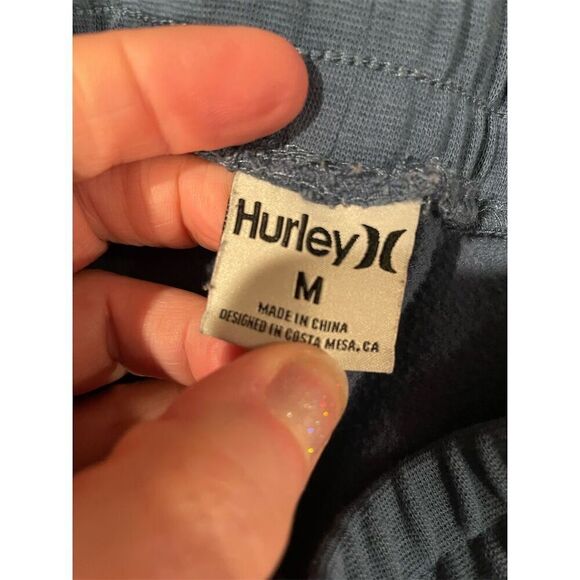 Hurley
M
MADE IN CHINA
DESIGNED IN COSTA MESA, CA